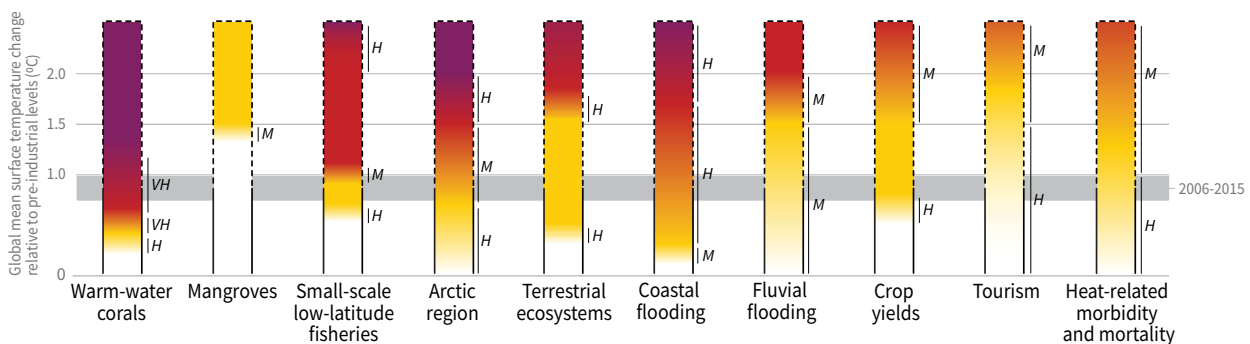 Global mean surface temperature change
relative to pre-industrial levels (°C)
2.0
1.5
1.0
0
2006-2015
VH
VH
H
M
H
M
H
H
M
H
H
H
H
H
M
M
M
M
H
M
H
M
H
Warm-water
corals
Mangroves
Small-scale
low-latitude
fisheries
Arctic
region
Terrestrial
ecosystems
Coastal
flooding
Fluvial
flooding
Crop
yields
Tourism
Heat-related
morbidity
and mortality